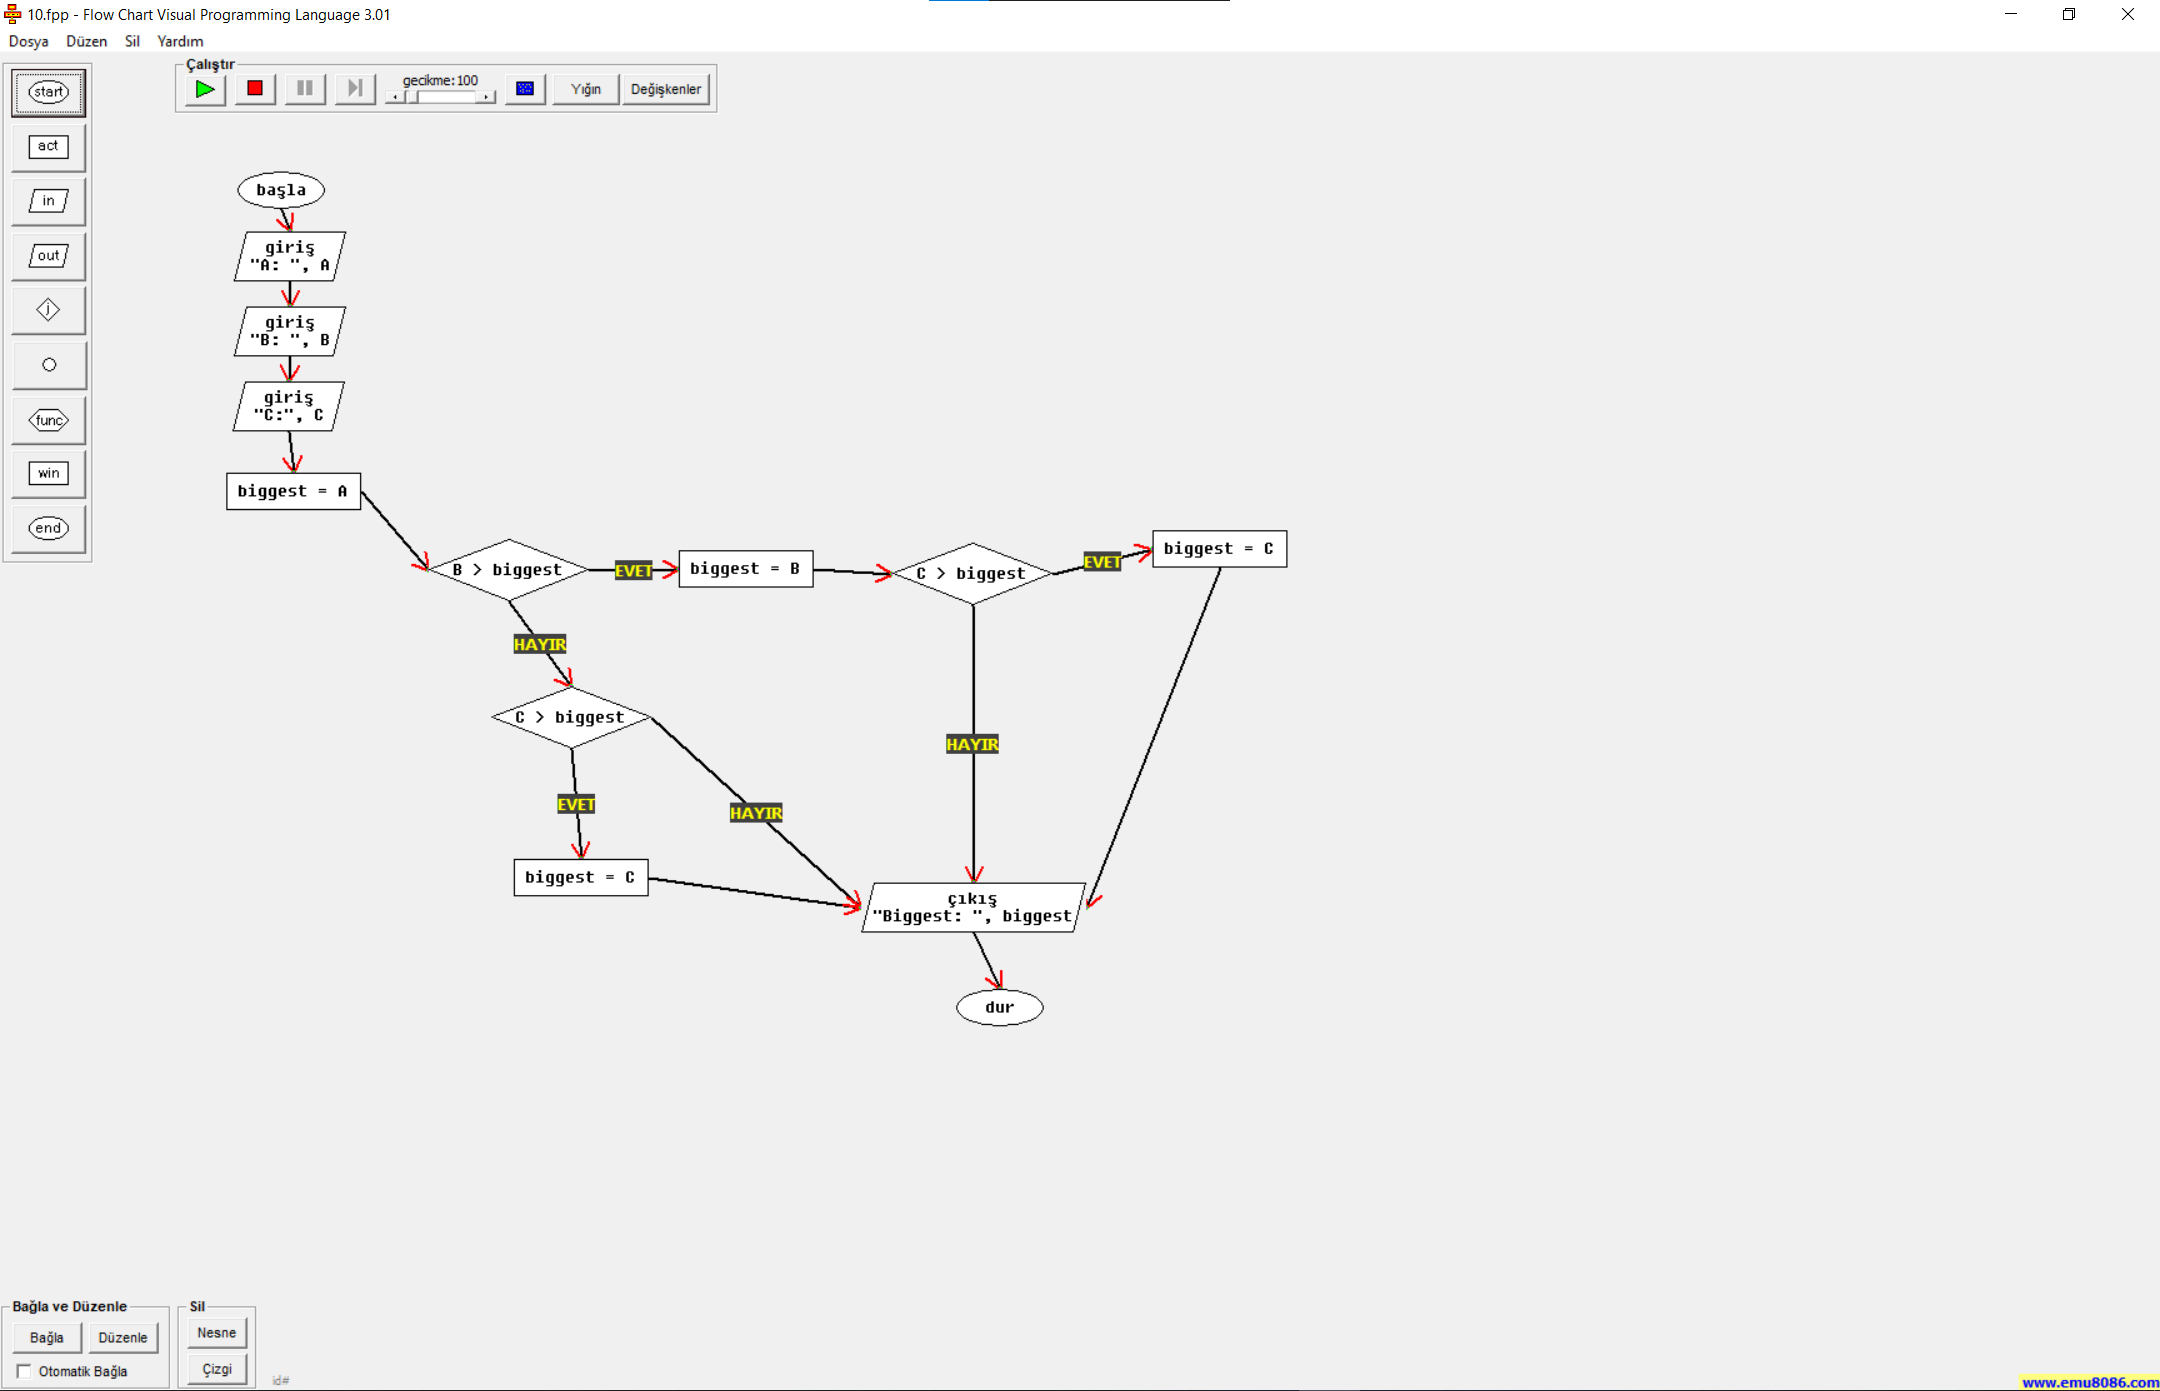 10.fpp - Flow Chart Visual Programming Language 3.01
Dosya Düzen Sil Yardım
Çalıştır
gecikme:100
Yığın
Değişkenler
start
act
in
out
j
func
win
end
başla
giriş
"A: ", A
giriş
"B: ", B
giriş
"C:", C
biggest = A
B > biggest
EVET
biggest = B
C > biggest
EVET
biggest = C
HAYIR
C > biggest
HAYIR
EVET
HAYIR
biggest = C
çıkış
"Biggest: ", biggest
dur
Bağla ve Düzenle
Bağla
Düzenle
Otomatik Bağla
Sil
Nesne
Çizgi
id#
www.emu8086.com